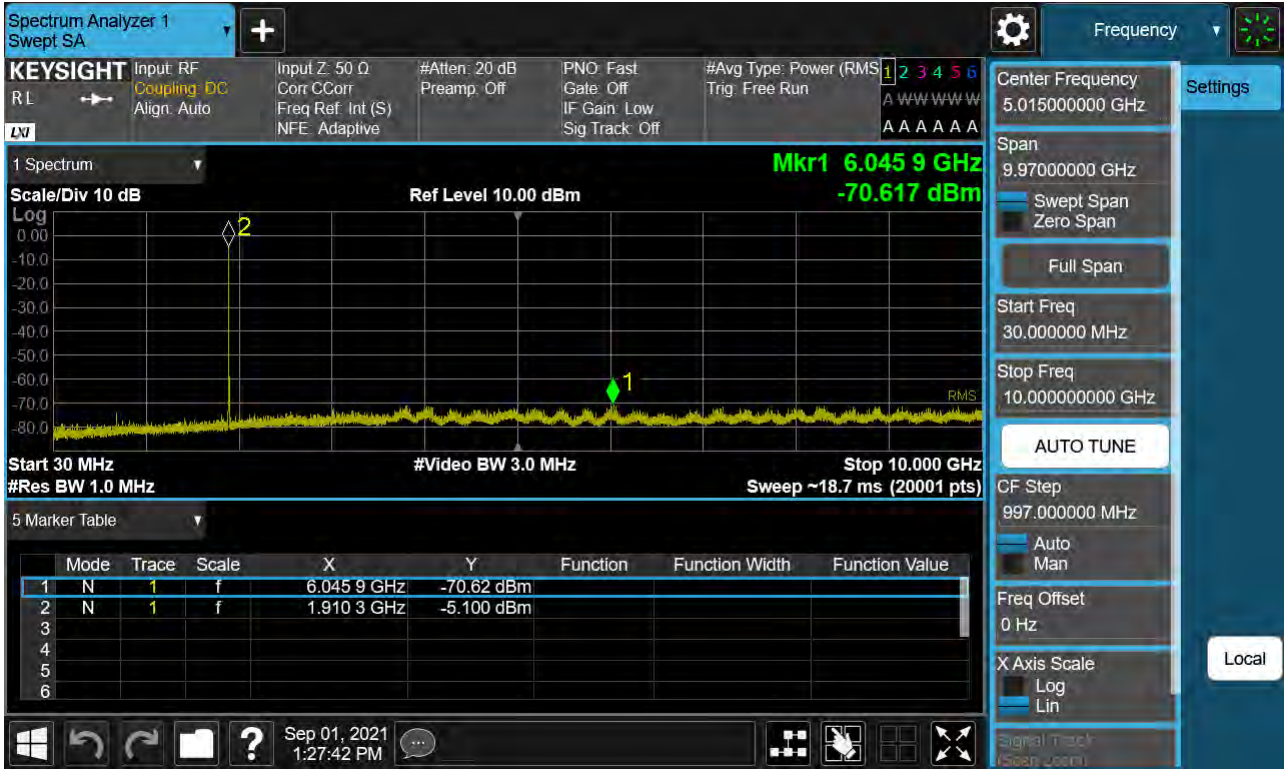 Spectrum Analyzer 1
Swept SA
Frequency
KEYSIGHT
RL
LXI
Input: RF
Coupling: DC
Align: Auto
Input Z: 50 Ω
Corr CCorr
Freq Ref: Int (S)
NFE: Adaptive
#Atten: 20 dB
Preamp: Off
PNO: Fast
Gate: Off
IF Gain: Low
Sig Track: Off
#Avg Type: Power (RMS
Trig: Free Run
1 2 3 4 5 6
A W W W W W
A A A A A A
1 Spectrum
Scale/Div 10 dB
Ref Level 10.00 dBm
Mkr1 6.045 9 GHz
-70.617 dBm
Log
0.00
-10.0
-20.0
-30.0
-40.0
-50.0
-60.0
-70.0
-80.0
2
1
RMS
Start 30 MHz
#Video BW 3.0 MHz
Stop 10.000 GHz
#Res BW 1.0 MHz
Sweep ~18.7 ms (20001 pts)
5 Marker Table
Mode Trace Scale X Y Function Function Width Function Value
1 N 1 f 6.045 9 GHz -70.62 dBm
2 N 1 f 1.910 3 GHz -5.100 dBm
3
4
5
6
Sep 01, 2021
1:27:42 PM
Center Frequency
5.015000000 GHz
Span
9.97000000 GHz
Swept Span
Zero Span
Full Span
Start Freq
30.000000 MHz
Stop Freq
10.000000000 GHz
AUTO TUNE
CF Step
997.000000 MHz
Auto
Man
Freq Offset
0 Hz
X Axis Scale
Log
Lin
Signal Track
(Span Zoom)
Settings
Local